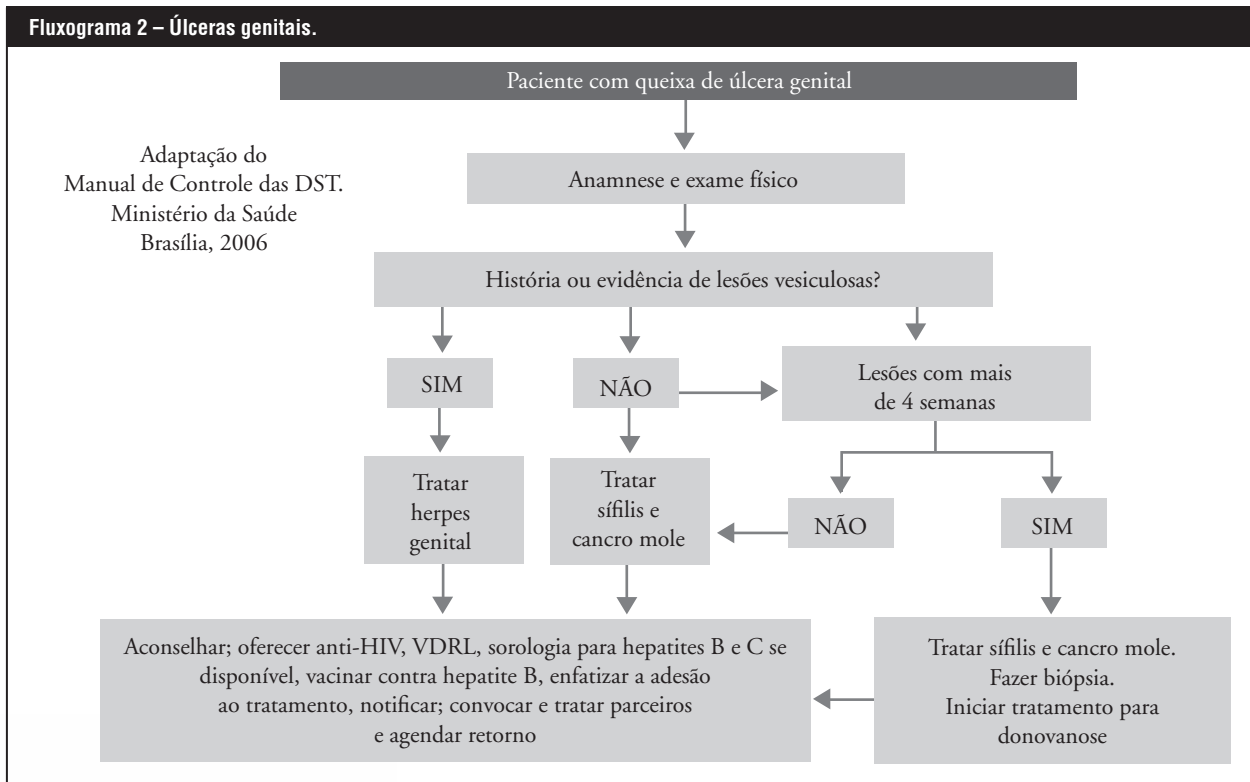 Fluxograma 2 – Úlceras genitais.
Paciente com queixa de úlcera genital
Adaptação do
Manual de Controle das DST.
Ministério da Saúde
Brasília, 2006
Anamnese e exame físico
História ou evidência de lesões vesiculosas?
SIM
NÃO
Lesões com mais
de 4 semanas
Tratar
herpes
genital
Tratar
sífilis e
cancro mole
NÃO
SIM
Aconselhar; oferecer anti-HIV, VDRL, sorologia para hepatites B e C se
disponível, vacinar contra hepatite B, enfatizar a adesão
ao tratamento, notificar; convocar e tratar parceiros
e agendar retorno
Tratar sífilis e cancro mole.
Fazer biópsia.
Iniciar tratamento para
donovanose